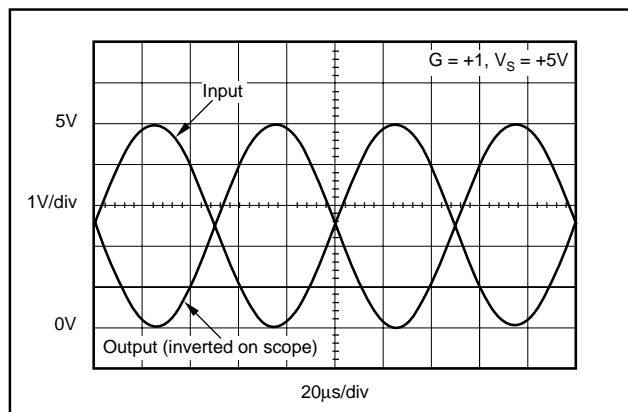 G = +1, V_S = +5V
Input
5V
1V/div
0V
Output (inverted on scope)
20µs/div